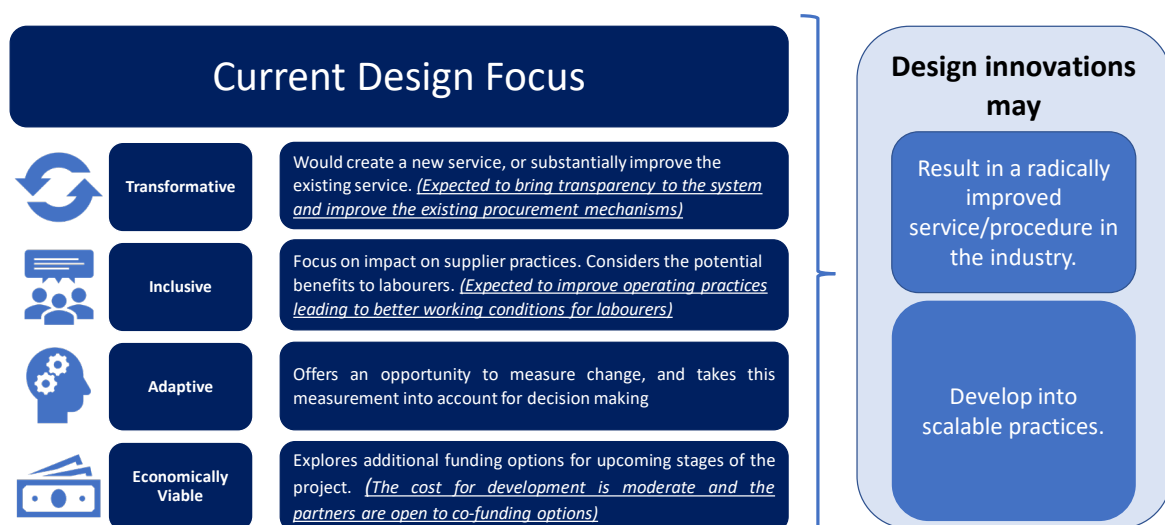 Current Design Focus
Transformative
Would create a new service, or substantially improve the
existing service. (Expected to bring transparency to the system
and improve the existing procurement mechanisms)
Inclusive
Focus on impact on supplier practices. Considers the potential
benefits to labourers. (Expected to improve operating practices
leading to better working conditions for labourers)
Adaptive
Offers an opportunity to measure change, and takes this
measurement into account for decision making
Economically
Viable
Explores additional funding options for upcoming stages of the
project. (The cost for development is moderate and the
partners are open to co-funding options)
Design innovations
may
Result in a radically
improved
service/procedure in
the industry.
Develop into
scalable practices.